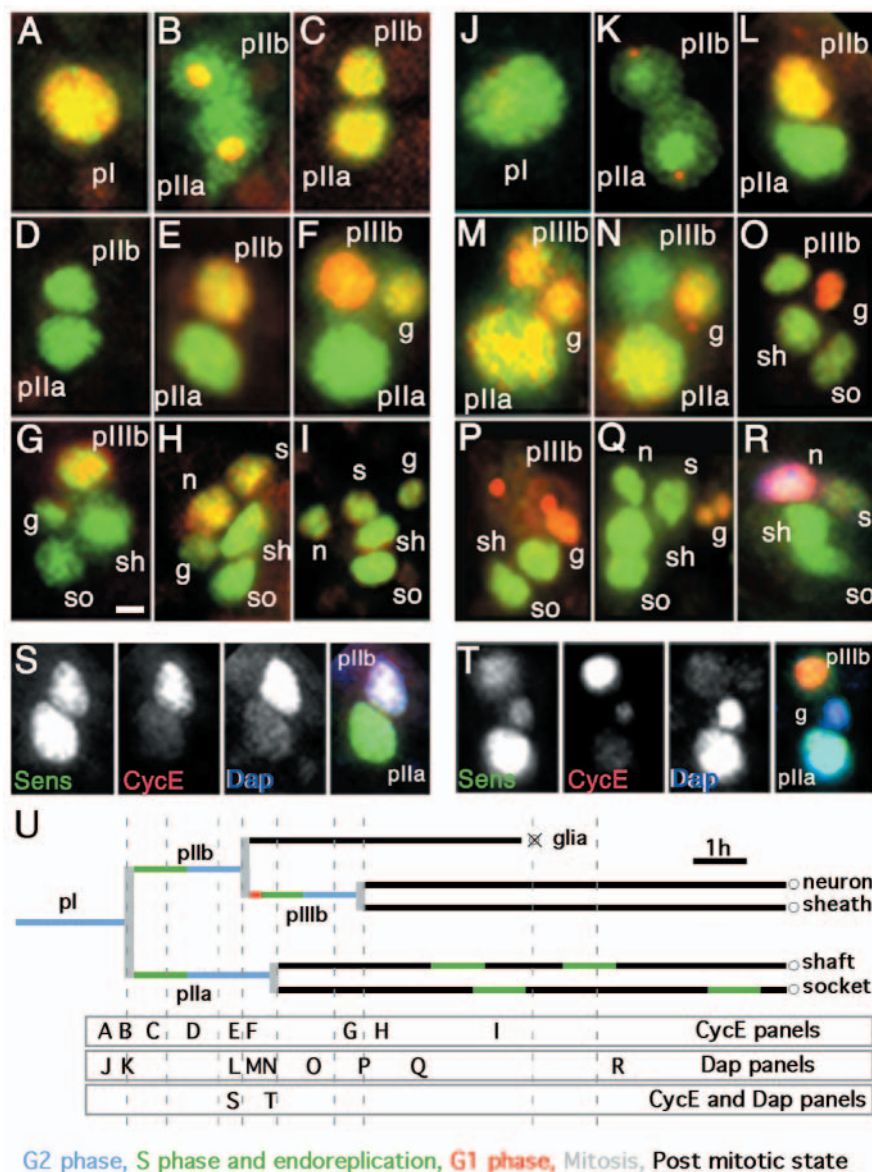 A
pI
B
pIIb
pIIa
C
pIIb
pIIa
J
pI
K
pIIb
pIIa
L
pIIb
pIIa
D
pIIb
pIIa
E
pIIb
pIIa
F
pIIIb
g
pIIa
M
pIIIb
g
pIIa
N
pIIIb
g
pIIa
O
pIIIb
g
sh
so
G
pIIIb
g
sh
so
H
s
n
g
sh
so
I
g
s
n
sh
so
P
pIIIb
sh
g
so
Q
n
s
g
sh
so
R
n
s
sh
so
S
Sens
CycE
Dap
pIIb
pIIa
T
Sens
CycE
Dap
pIIIb
g
pIIa
U
pI
pIIb
glia
1h
pIIIb
neuron
sheath
pIIa
shaft
socket
A B C D E F G H I CycE panels
J K L M N O P Q R Dap panels
S T CycE and Dap panels
G2 phase, S phase and endoreplication, G1 phase, Mitosis, Post mitotic state